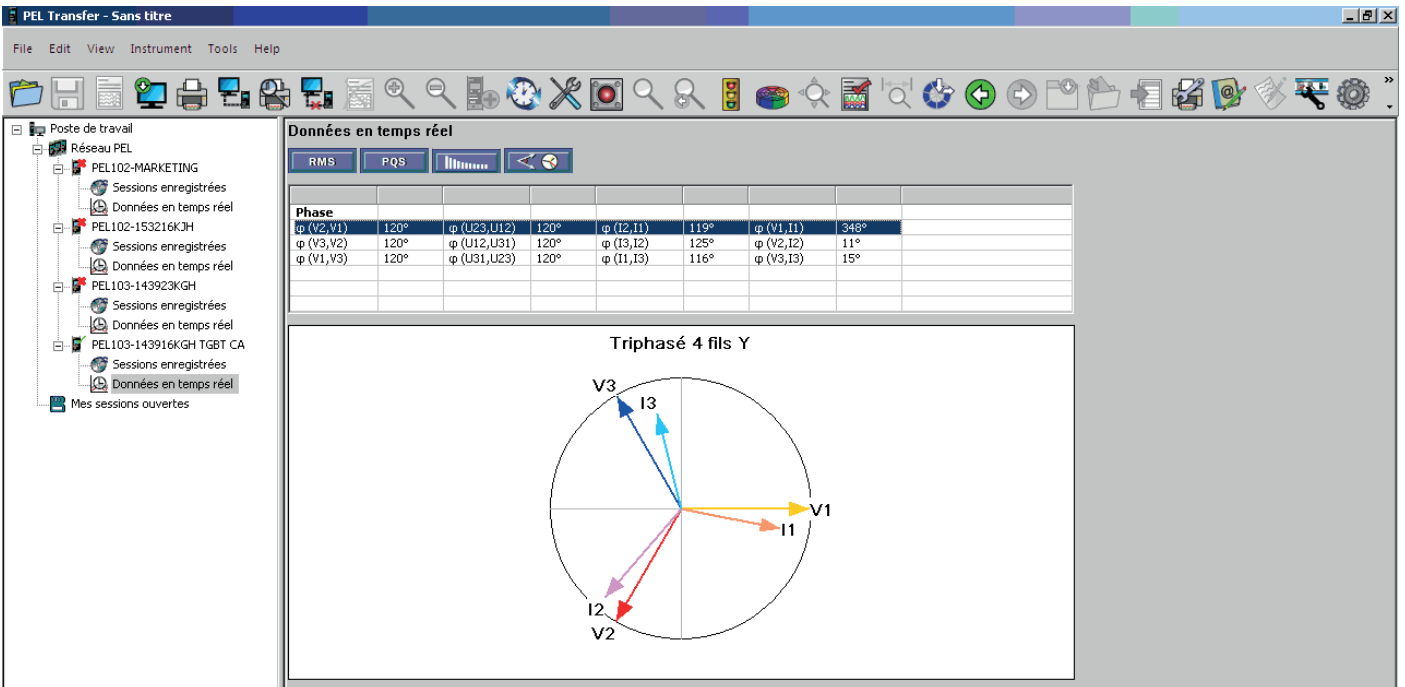 PEL Transfer - Sans titre
File Edit View Instrument Tools Help
Poste de travail
Réseau PEL
PEL102-MARKETING
Sessions enregistrées
Données en temps réel
PEL102-153216KJH
Sessions enregistrées
Données en temps réel
PEL103-143923KGH
Sessions enregistrées
Données en temps réel
PEL103-143916KGH TGBT CA
Sessions enregistrées
Données en temps réel
Mes sessions ouvertes
Données en temps réel
RMS PQS
Phase
φ (V2,V1) 120° φ (U23,U12) 120° φ (I2,I1) 119° φ (V1,I1) 348°
φ (V3,V2) 120° φ (U12,U31) 120° φ (I3,I2) 125° φ (V2,I2) 11°
φ (V1,V3) 120° φ (U31,U23) 120° φ (I1,I3) 116° φ (V3,I3) 15°
Triphasé 4 fils Y
V3
I3
V1
I1
I2
V2